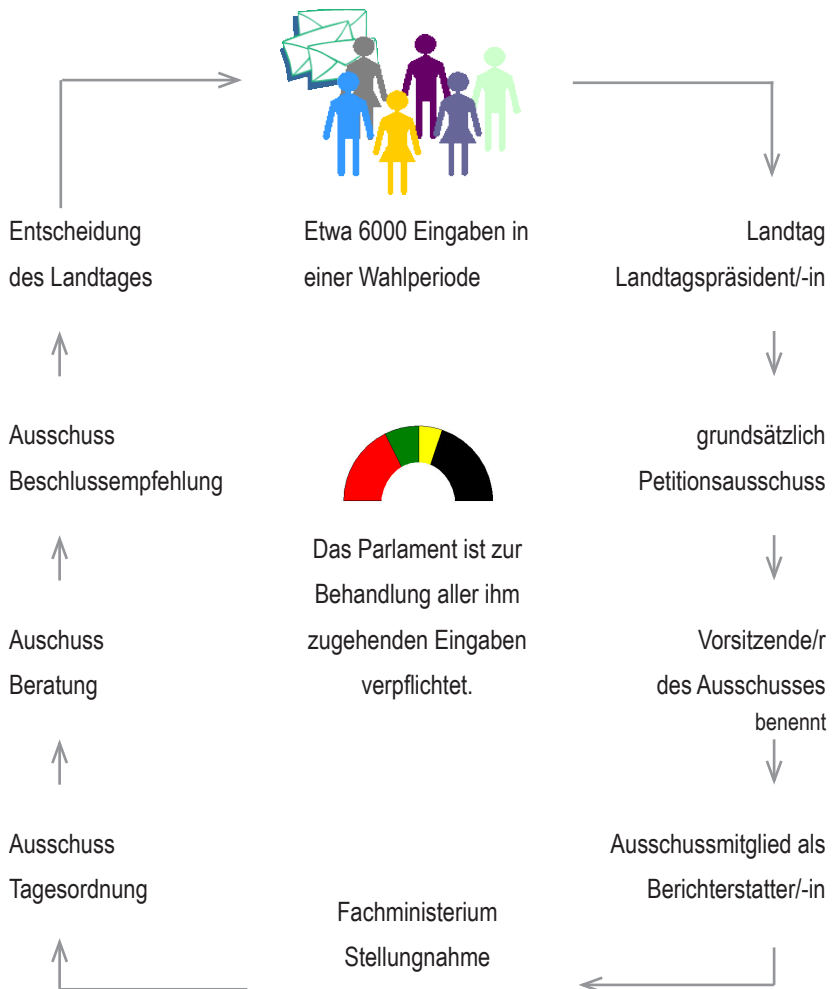 Etwa 6000 Eingaben in
einer Wahlperiode
Landtag
Landtagspräsident/-in
grundsätzlich
Petitionsausschuss
Vorsitzende/r
des Ausschusses
benennt
Ausschussmitglied als
Berichterstatter/-in
Fachministerium
Stellungnahme
Ausschuss
Tagesordnung
Auschuss
Beratung
Ausschuss
Beschlussempfehlung
Entscheidung
des Landtages
Das Parlament ist zur
Behandlung aller ihm
zugehenden Eingaben
verpflichtet.